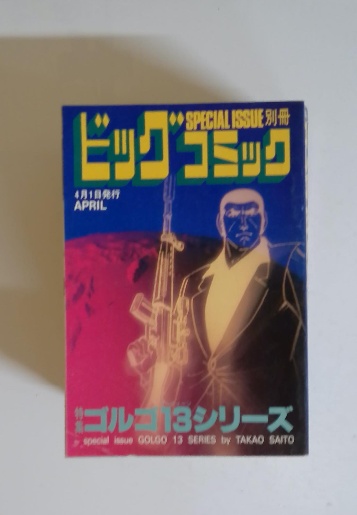 SPECIAL ISSUE 別冊
ビッグコミック
4月1日発行
APRIL
特集 ゴルゴ13シリーズ
special issue GOLGO 13 SERIES by TAKAO SAITO